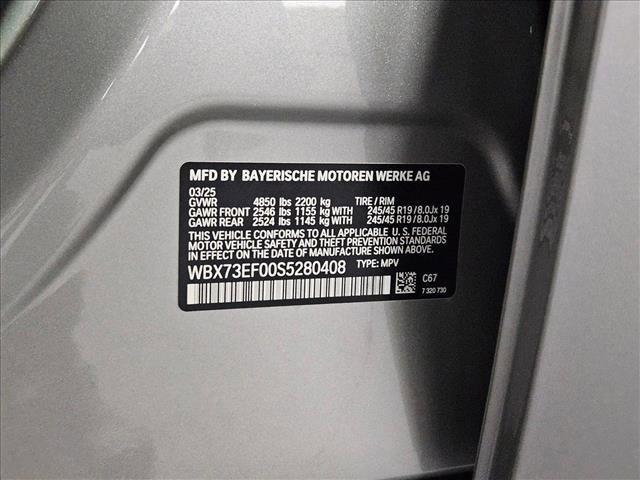 MFD BY BAYERISCHE MOTOREN WERKE AG
03/25
GVWR 4850 lbs 2200 kg TIRE / RIM
GAWR FRONT 2546 lbs 1155 kg WITH 245/45 R19 / 8.0Jx 19
GAWR REAR 2524 lbs 1145 kg WITH 245/45 R19 / 8.0Jx 19
THIS VEHICLE CONFORMS TO ALL APPLICABLE U. S. FEDERAL
MOTOR VEHICLE SAFETY, BUMPER, AND THEFT PREVENTION
STANDARDS IN EFFECT ON THE DATE OF MANUFACTURE SHOWN ABOVE.
WBX73EF00S5280408 TYPE: MPV
C67
7 320 730